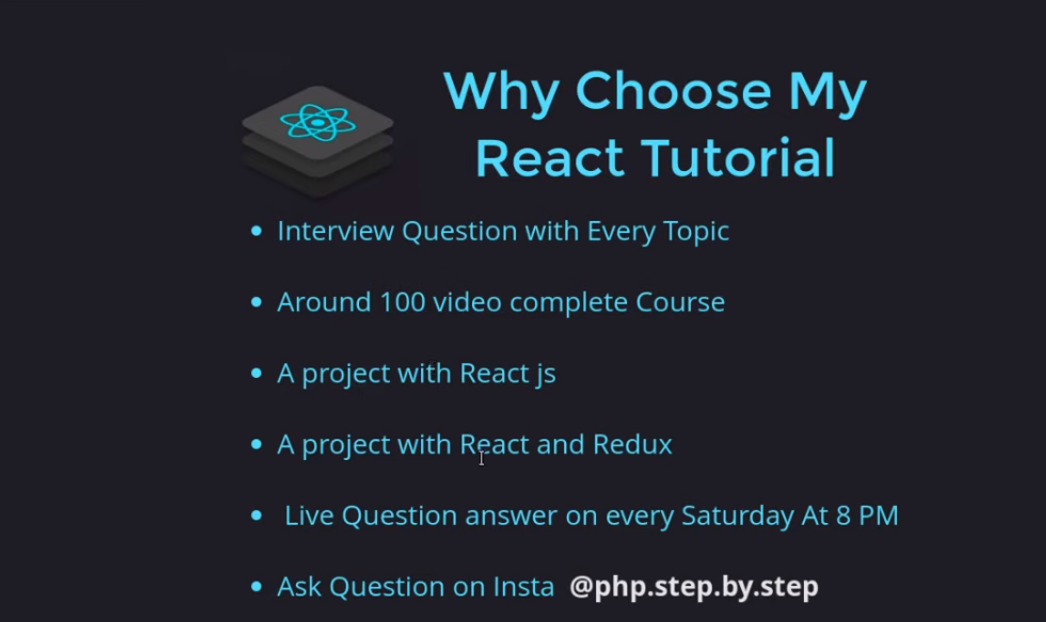 Why Choose My
React Tutorial
Interview Question with Every Topic
Around 100 video complete Course
A project with React js
A project with React and Redux
Live Question answer on every Saturday At 8 PM
Ask Question on Insta @php.step.by.step